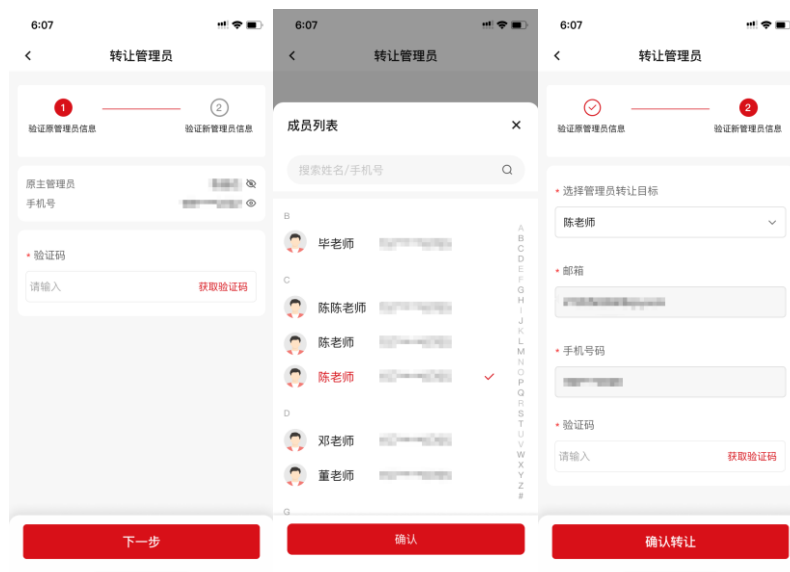 6:07
转让管理员
1
2
验证原管理员信息
验证新管理员信息
原主管理员
手机号
* 验证码
请输入
获取验证码
下一步
6:07
转让管理员
成员列表
搜索姓名/手机号
B
毕老师
C
陈陈老师
陈老师
陈老师
D
邓老师
董老师
G
A
B
C
D
E
F
G
H
I
J
K
L
M
N
O
P
Q
R
S
T
U
V
W
X
Y
Z
#
确认
6:07
转让管理员
2
验证原管理员信息
验证新管理员信息
* 选择管理员转让目标
陈老师
* 邮箱
* 手机号码
* 验证码
请输入
获取验证码
确认转让